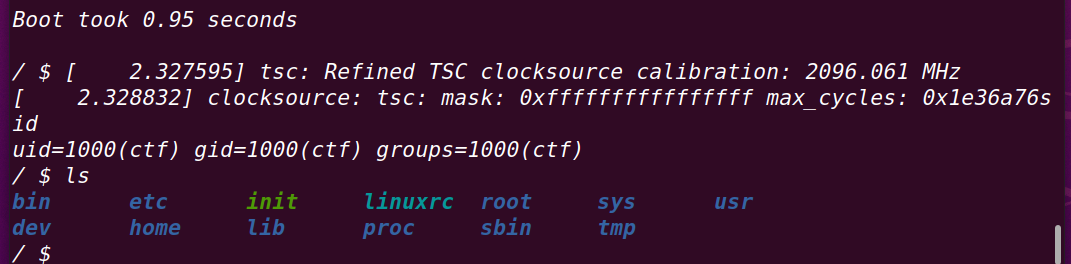 Boot took 0.95 seconds
/ $ [    2.327595] tsc: Refined TSC clocksource calibration: 2096.061 MHz
[    2.328832] clocksource: tsc: mask: 0xffffffffffffffff max_cycles: 0x1e36a76s
id
uid=1000(ctf) gid=1000(ctf) groups=1000(ctf)
/ $ ls
bin      etc      init     linuxrc  root     sys      usr
dev      home     lib      proc     sbin     tmp
/ $